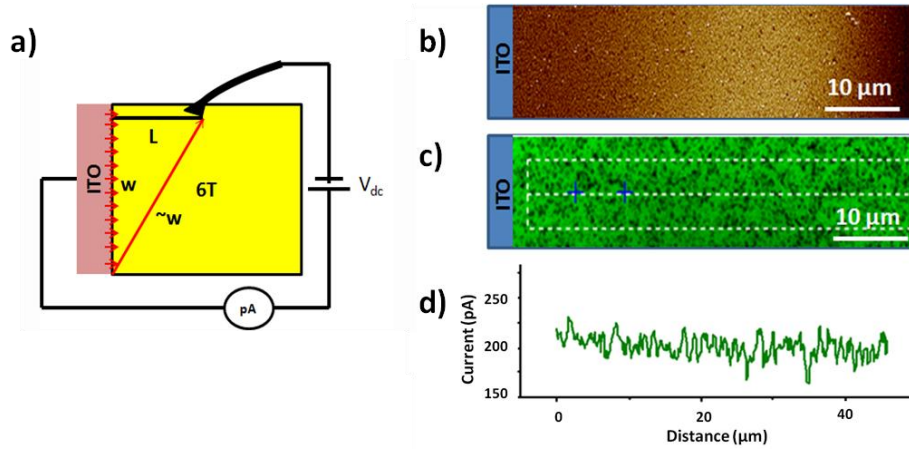 a)
ITO
L
w
6T
~w
Vdc
pA
b)
ITO
10 µm
c)
ITO
10 µm
d)
Current (pA)
250
200
150
0
20
40
Distance (µm)